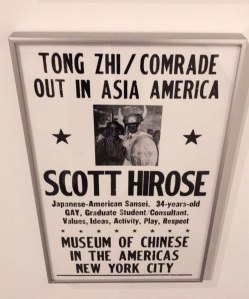 TONG ZHI/COMRADE
OUT IN ASIA AMERICA
SCOTT HIROSE
Japanese-American Sansei. 34-years-old
GAY, Graduate Student/Consultant.
Values, Ideas, Activity, Play, Respect
MUSEUM OF CHINESE
IN THE AMERICAS
NEW YORK CITY